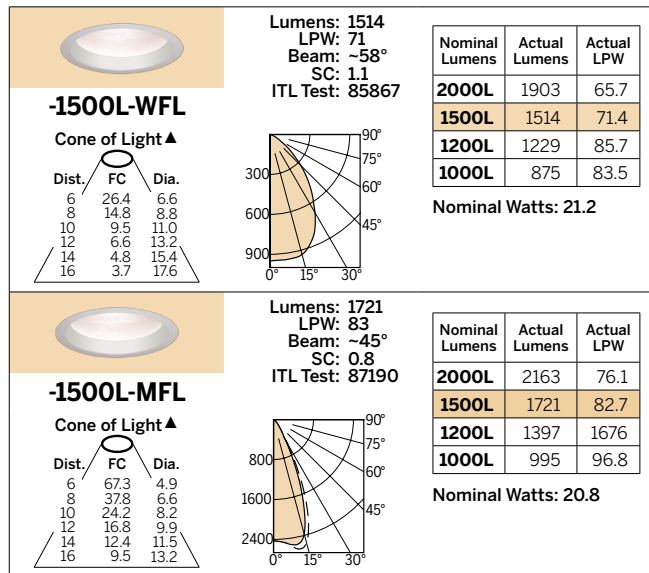 -1500L-WFL
Cone of Light▲
Dist. FC Dia.
6 26.4 6.6
8 14.8 8.8
10 9.5 11.0
12 6.6 13.2
14 4.8 15.4
16 3.7 17.6
Lumens: 1514
LPW: 71
Beam: ~58°
SC: 1.1
ITL Test: 85867
90°
75°
60°
45°
300
600
900
0° 15° 30°
Nominal Lumens Actual Lumens Actual LPW
2000L 1903 65.7
1500L 1514 71.4
1200L 1229 85.7
1000L 875 83.5
Nominal Watts: 21.2
-1500L-MFL
Cone of Light▲
Dist. FC Dia.
6 67.3 4.9
8 37.8 6.6
10 24.2 8.2
12 16.8 9.9
14 12.4 11.5
16 9.5 13.2
Lumens: 1721
LPW: 83
Beam: ~45°
SC: 0.8
ITL Test: 87190
90°
75°
60°
45°
800
1600
2400
0° 15° 30°
Nominal Lumens Actual Lumens Actual LPW
2000L 2163 76.1
1500L 1721 82.7
1200L 1397 1676
1000L 995 96.8
Nominal Watts: 20.8